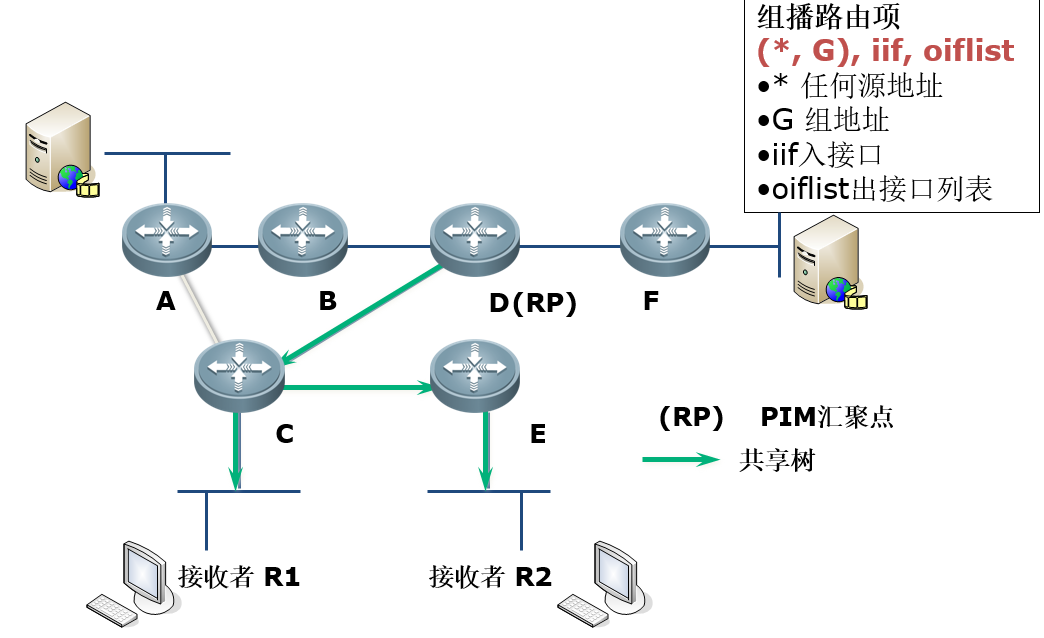 组播路由项
(*, G), iif, oiflist
•* 任何源地址
•G 组地址
•iif入接口
•oiflist出接口列表
A
B
D(RP)
F
C
E
(RP) PIM汇聚点
共享树
接收者 R1
接收者 R2